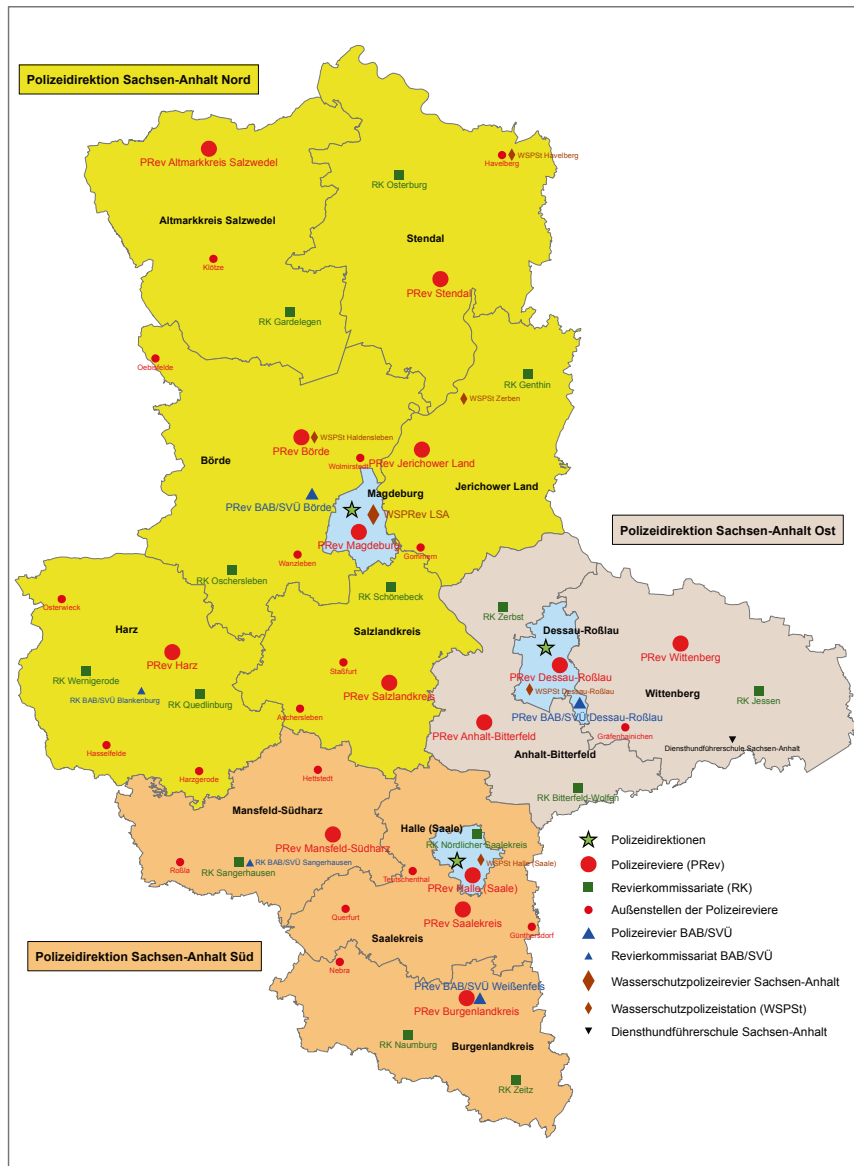 Polizeidirektion Sachsen-Anhalt Nord
PRev Altmarkkreis Salzwedel
Havelberg
WSPSt Havelberg
RK Osterburg
Altmarkkreis Salzwedel
Stendal
Klötze
PRev Stendal
RK Gardelegen
Oebisfelde
RK Genthin
WSPSt Zerben
WSPSt Haldensleben
PRev Börde
Wolmirstedt
PRev Jerichower Land
Börde
Jerichower Land
Magdeburg
PRev BAB/SVÜ Börde
WSPRev LSA
PRev Magdeburg
Gommern
Wanzleben
RK Oschersleben
RK Schönebeck
Polizeidirektion Sachsen-Anhalt Ost
Osterwieck
Harz
Salzlandkreis
RK Zerbst
Dessau-Roßlau
PRev Harz
Staßfurt
PRev Wittenberg
RK Wernigerode
RK BAB/SVÜ Blankenburg
RK Quedlinburg
PRev Salzlandkreis
PRev Dessau-Roßlau
WSPSt Dessau-Roßlau
Wittenberg
RK Jessen
Aschersleben
PRev BAB/SVÜ Dessau-Roßlau
PRev Anhalt-Bitterfeld
Gräfenhainichen
Diensthundführerschule Sachsen-Anhalt
Anhalt-Bitterfeld
Hasselfelde
Harzgerode
Hettstedt
RK Bitterfeld-Wolfen
Mansfeld-Südharz
Halle (Saale)
PRev Mansfeld-Südharz
RK Nördlicher Saalekreis
Roßla
RK Sangerhausen
RK BAB/SVÜ Sangerhausen
WSPSt Halle (Saale)
Teutschenthal
PRev Halle (Saale)
Querfurt
PRev Saalekreis
Günthersdorf
Saalekreis
Polizeidirektion Sachsen-Anhalt Süd
Nebra
PRev BAB/SVÜ Weißenfels
PRev Burgenlandkreis
RK Naumburg
Burgenlandkreis
RK Zeitz
Polizeidirektionen
Polizeireviere (PRev)
Revierkommissariate (RK)
Außenstellen der Polizeireviere
Polizeirevier BAB/SVÜ
Revierkommissariat BAB/SVÜ
Wasserschutzpolizeirevier Sachsen-Anhalt
Wasserschutzpolizeistation (WSPSt)
Diensthundführerschule Sachsen-Anhalt